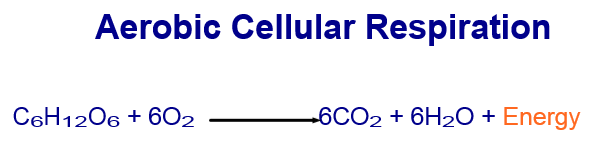 Aerobic Cellular Respiration
C₆H₁₂O₆ + 6O₂ ⟶ 6CO₂ + 6H₂O + Energy